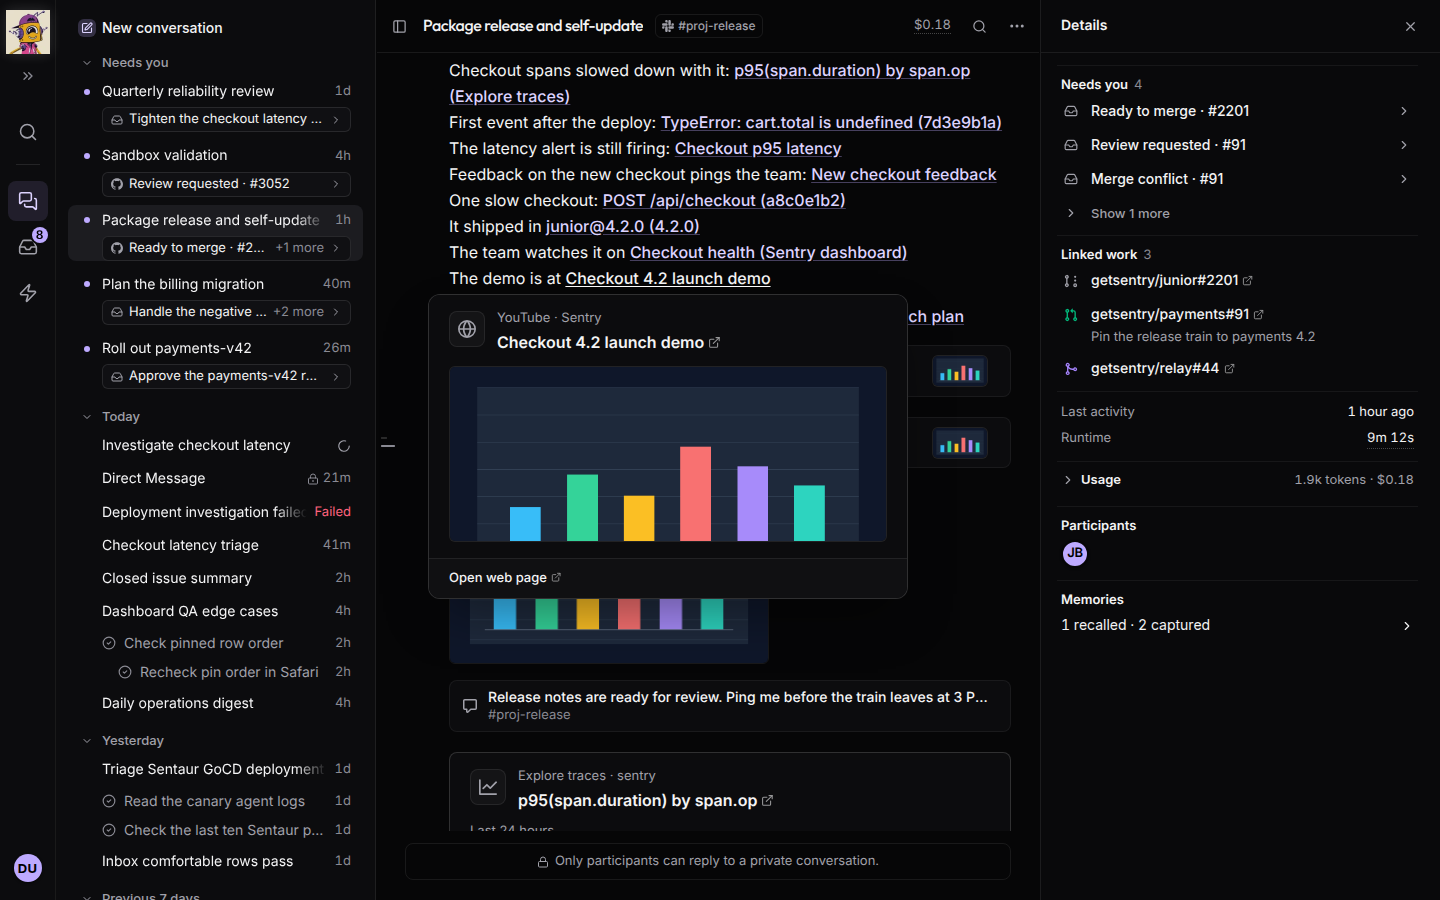 New conversation
Needs you
Quarterly reliability review 1d
Tighten the checkout latency ...
Sandbox validation 4h
Review requested · #3052
Package release and self-update 1h
Ready to merge · #2... +1 more
8
Plan the billing migration 40m
Handle the negative ... +2 more
Roll out payments-v42 26m
Approve the payments-v42 r...
Today
Investigate checkout latency
Direct Message 21m
Deployment investigation failed Failed
Checkout latency triage 41m
Closed issue summary 2h
Dashboard QA edge cases 4h
Check pinned row order 2h
Recheck pin order in Safari 2h
Daily operations digest 4h
Yesterday
Triage Sentaur GoCD deployment 1d
Read the canary agent logs 1d
Check the last ten Sentaur p... 1d
Inbox comfortable rows pass 1d
Previous 7 days
DU
Package release and self-update #proj-release $0.18
Checkout spans slowed down with it: p95(span.duration) by span.op
(Explore traces)
First event after the deploy: TypeError: cart.total is undefined (7d3e9b1a)
The latency alert is still firing: Checkout p95 latency
Feedback on the new checkout pings the team: New checkout feedback
One slow checkout: POST /api/checkout (a8c0e1b2)
It shipped in junior@4.2.0 (4.2.0)
The team watches it on Checkout health (Sentry dashboard)
The demo is at Checkout 4.2 launch demo
ch plan
YouTube · Sentry
Checkout 4.2 launch demo
Open web page
Release notes are ready for review. Ping me before the train leaves at 3 P...
#proj-release
Explore traces · sentry
p95(span.duration) by span.op
Last 24 hours
Only participants can reply to a private conversation.
Details
Needs you 4
Ready to merge · #2201
Review requested · #91
Merge conflict · #91
Show 1 more
Linked work 3
getsentry/junior#2201
getsentry/payments#91
Pin the release train to payments 4.2
getsentry/relay#44
Last activity 1 hour ago
Runtime 9m 12s
Usage 1.9k tokens · $0.18
Participants
JB
Memories
1 recalled · 2 captured